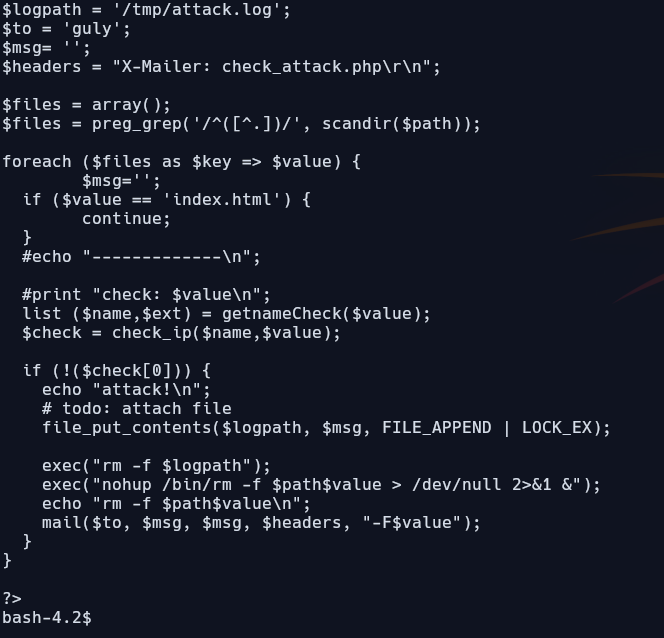 $logpath = '/tmp/attack.log';
$to = 'guly';
$msg= '';
$headers = "X-Mailer: check_attack.php\r\n";

$files = array();
$files = preg_grep('/^([^.])/', scandir($path));

foreach ($files as $key => $value) {
        $msg='';
  if ($value == 'index.html') {
        continue;
  }
  #echo "-------------\n";

  #print "check: $value\n";
  list ($name,$ext) = getnameCheck($value);
  $check = check_ip($name,$value);

  if (!($check[0])) {
    echo "attack!\n";
    # todo: attach file
    file_put_contents($logpath, $msg, FILE_APPEND | LOCK_EX);

    exec("rm -f $logpath");
    exec("nohup /bin/rm -f $path$value > /dev/null 2>&1 &");
    echo "rm -f $path$value\n";
    mail($to, $msg, $msg, $headers, "-F$value");
  }
}

?>
bash-4.2$